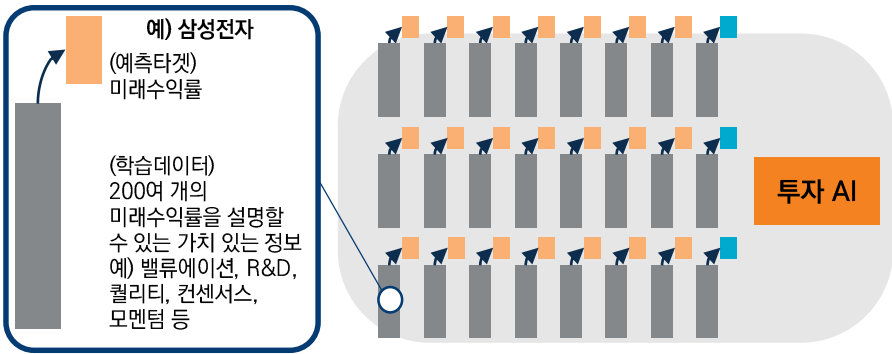 예) 삼성전자
(예측타겟)
미래수익률
(학습데이터)
200여 개의
미래수익률을 설명할
수 있는 가치 있는 정보
예) 밸류에이션, R&D,
퀄리티, 컨센서스,
모멘텀 등
투자 AI